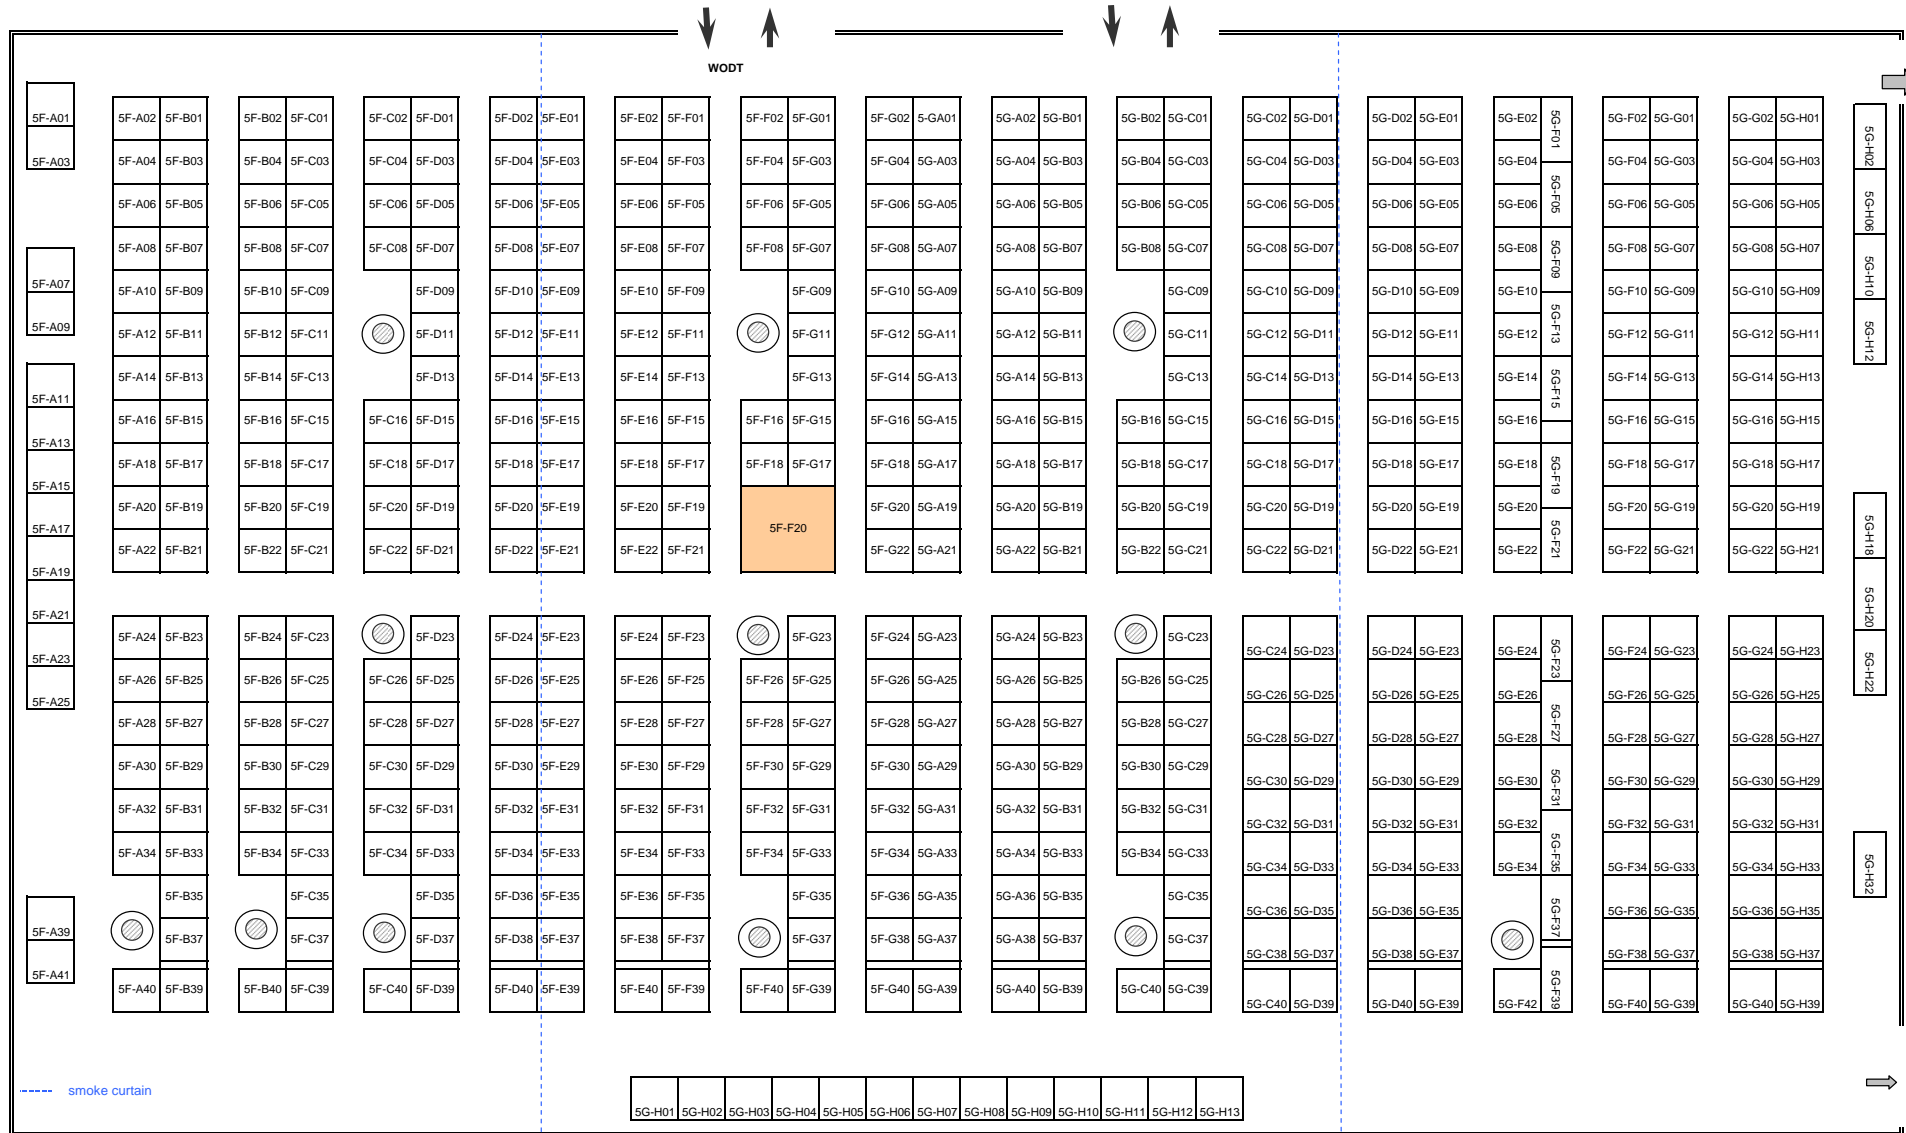 WODT
5F-A01 5F-A02 5F-B01 5F-B02 5F-C01 5F-C02 5F-D01 5F-D02 5F-E01 5F-E02 5F-F01 5F-F02 5F-G01 5F-G02 5-GA01 5G-A02 5G-B01 5G-B02 5G-C01 5G-C02 5G-D01 5G-D02 5G-E01 5G-E02 5G-F01 5G-F02 5G-G01 5G-G02 5G-H01 5G-H02
5F-A03 5F-A04 5F-B03 5F-B04 5F-C03 5F-C04 5F-D03 5F-D04 5F-E03 5F-E04 5F-F03 5F-F04 5F-G03 5F-G04 5G-A03 5G-A04 5G-B03 5G-B04 5G-C03 5G-C04 5G-D03 5G-D04 5G-E03 5G-E04 5G-F04 5G-G03 5G-G04 5G-H03
5F-A06 5F-B05 5F-B06 5F-C05 5F-C06 5F-D05 5F-D06 5F-E05 5F-E06 5F-F05 5F-F06 5F-G05 5F-G06 5G-A05 5G-A06 5G-B05 5G-B06 5G-C05 5G-C06 5G-D05 5G-D06 5G-E05 5G-E06 5G-F05 5G-F06 5G-G05 5G-G06 5G-H05 5G-H06
5F-A08 5F-B07 5F-B08 5F-C07 5F-C08 5F-D07 5F-D08 5F-E07 5F-E08 5F-F07 5F-F08 5F-G07 5F-G08 5G-A07 5G-A08 5G-B07 5G-B08 5G-C07 5G-C08 5G-D07 5G-D08 5G-E07 5G-E08 5G-F09 5G-F08 5G-G07 5G-G08 5G-H07
5F-A07 5F-A10 5F-B09 5F-B10 5F-C09 5F-D09 5F-D10 5F-E09 5F-E10 5F-F09 5F-G09 5F-G10 5G-A09 5G-A10 5G-B09 5G-C09 5G-C10 5G-D09 5G-D10 5G-E09 5G-E10 5G-F10 5G-G09 5G-G10 5G-H09 5G-H10
5F-A09 5F-A12 5F-B11 5F-B12 5F-C11 5F-D11 5F-D12 5F-E11 5F-E12 5F-F11 5F-G11 5F-G12 5G-A11 5G-A12 5G-B11 5G-C11 5G-C12 5G-D11 5G-D12 5G-E11 5G-E12 5G-F13 5G-F12 5G-G11 5G-G12 5G-H11 5G-H12
5F-A11 5F-A14 5F-B13 5F-B14 5F-C13 5F-D13 5F-D14 5F-E13 5F-E14 5F-F13 5F-G13 5F-G14 5G-A13 5G-A14 5G-B13 5G-C13 5G-C14 5G-D13 5G-D14 5G-E13 5G-E14 5G-F15 5G-F14 5G-G13 5G-G14 5G-H13
5F-A13 5F-A16 5F-B15 5F-B16 5F-C15 5F-C16 5F-D15 5F-D16 5F-E15 5F-E16 5F-F15 5F-F16 5F-G15 5F-G16 5G-A15 5G-A16 5G-B15 5G-B16 5G-C15 5G-C16 5G-D15 5G-D16 5G-E15 5G-E16 5G-F16 5G-G15 5G-G16 5G-H15
5F-A15 5F-A18 5F-B17 5F-B18 5F-C17 5F-C18 5F-D17 5F-D18 5F-E17 5F-E18 5F-F17 5F-F18 5F-G17 5F-G18 5G-A17 5G-A18 5G-B17 5G-B18 5G-C17 5G-C18 5G-D17 5G-D18 5G-E17 5G-E18 5G-F19 5G-F18 5G-G17 5G-G18 5G-H17
5F-A17 5F-A20 5F-B19 5F-B20 5F-C19 5F-C20 5F-D19 5F-D20 5F-E19 5F-E20 5F-F19 5F-F20 5F-G20 5G-A19 5G-A20 5G-B19 5G-B20 5G-C19 5G-C20 5G-D19 5G-D20 5G-E19 5G-E20 5G-F20 5G-G19 5G-G20 5G-H19 5G-H18
5F-A19 5F-A22 5F-B21 5F-B22 5F-C21 5F-C22 5F-D21 5F-D22 5F-E21 5F-E22 5F-F21 5F-G22 5G-A21 5G-A22 5G-B21 5G-B22 5G-C21 5G-C22 5G-D21 5G-D22 5G-E21 5G-E22 5G-F21 5G-F22 5G-G21 5G-G22 5G-H21
5F-A21 5G-H20
5F-A23 5F-A24 5F-B23 5F-B24 5F-C23 5F-D23 5F-D24 5F-E23 5F-E24 5F-F23 5F-G23 5F-G24 5G-A23 5G-A24 5G-B23 5G-C23 5G-C24 5G-D23 5G-D24 5G-E23 5G-E24 5G-F23 5G-F24 5G-G23 5G-G24 5G-H23
5F-A25 5F-A26 5F-B25 5F-B26 5F-C25 5F-C26 5F-D25 5F-D26 5F-E25 5F-E26 5F-F25 5F-F26 5F-G25 5F-G26 5G-A25 5G-A26 5G-B25 5G-B26 5G-C25 5G-C26 5G-D25 5G-D26 5G-E25 5G-E26 5G-F26 5G-G25 5G-G26 5G-H25 5G-H22
5F-A28 5F-B27 5F-B28 5F-C27 5F-C28 5F-D27 5F-D28 5F-E27 5F-E28 5F-F27 5F-F28 5F-G27 5F-G28 5G-A27 5G-A28 5G-B27 5G-B28 5G-C27 5G-C28 5G-D27 5G-D28 5G-E27 5G-E28 5G-F27 5G-F28 5G-G27 5G-G28 5G-H27
5F-A30 5F-B29 5F-B30 5F-C29 5F-C30 5F-D29 5F-D30 5F-E29 5F-E30 5F-F29 5F-F30 5F-G29 5F-G30 5G-A29 5G-A30 5G-B29 5G-B30 5G-C29 5G-C30 5G-D29 5G-D30 5G-E29 5G-E30 5G-F31 5G-F30 5G-G29 5G-G30 5G-H29
5F-A32 5F-B31 5F-B32 5F-C31 5F-C32 5F-D31 5F-D32 5F-E31 5F-E32 5F-F31 5F-F32 5F-G31 5F-G32 5G-A31 5G-A32 5G-B31 5G-B32 5G-C31 5G-C32 5G-D31 5G-D32 5G-E31 5G-E32 5G-F32 5G-G31 5G-G32 5G-H31
5F-A34 5F-B33 5F-B34 5F-C33 5F-C34 5F-D33 5F-D34 5F-E33 5F-E34 5F-F33 5F-F34 5F-G33 5F-G34 5G-A33 5G-A34 5G-B33 5G-B34 5G-C33 5G-C34 5G-D33 5G-D34 5G-E33 5G-E34 5G-F35 5G-F34 5G-G33 5G-G34 5G-H33 5G-H32
5F-B35 5F-C35 5F-D35 5F-D36 5F-E35 5F-E36 5F-F35 5F-G35 5F-G36 5G-A35 5G-A36 5G-B35 5G-C35 5G-C36 5G-D35 5G-D36 5G-E35 5G-F37 5G-F36 5G-G35 5G-G36 5G-H35
5F-A39 5F-B37 5F-C37 5F-D37 5F-D38 5F-E37 5F-E38 5F-F37 5F-G37 5F-G38 5G-A37 5G-A38 5G-B37 5G-C37 5G-C38 5G-D37 5G-D38 5G-E37 5G-F38 5G-G37 5G-G38 5G-H37
5F-A41 5F-A40 5F-B39 5F-B40 5F-C39 5F-C40 5F-D39 5F-D40 5F-E39 5F-E40 5F-F39 5F-F40 5F-G39 5F-G40 5G-A39 5G-A40 5G-B39 5G-C40 5G-C39 5G-C40 5G-D39 5G-D40 5G-E39 5G-F42 5G-F39 5G-F40 5G-G39 5G-G40 5G-H39
smoke curtain
5G-H01 5G-H02 5G-H03 5G-H04 5G-H05 5G-H06 5G-H07 5G-H08 5G-H09 5G-H10 5G-H11 5G-H12 5G-H13